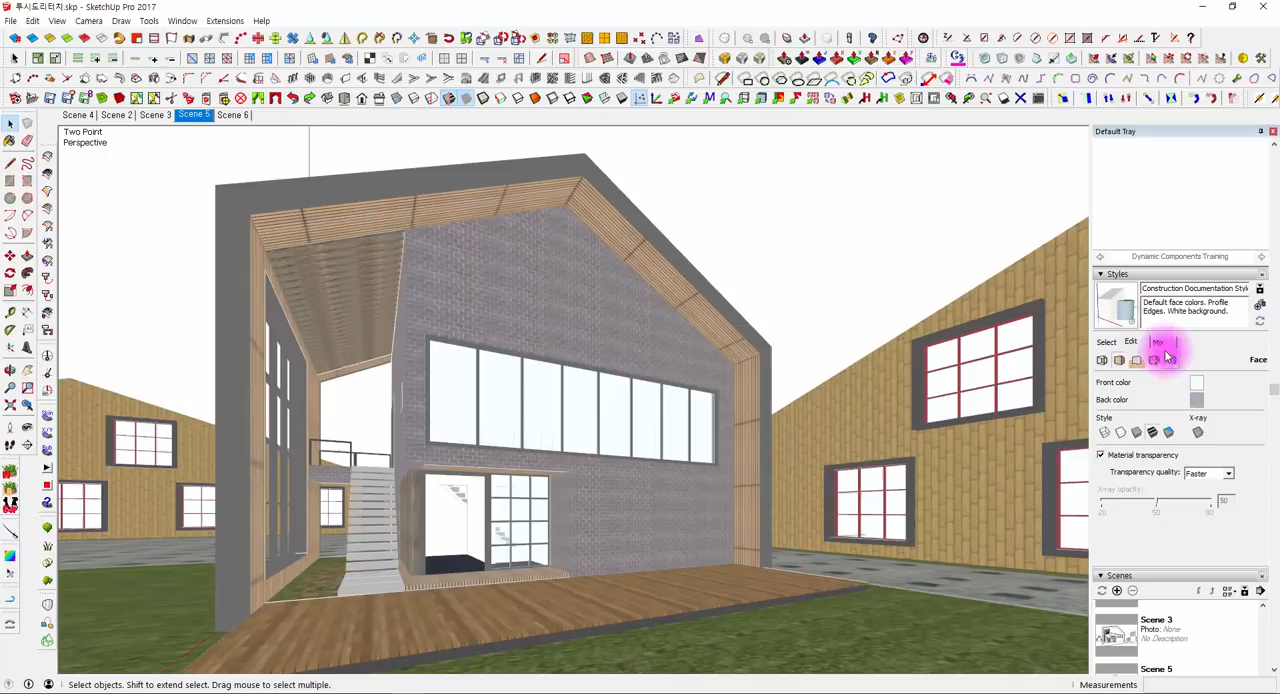 투시도리터치.skp - SketchUp Pro 2017
File Edit View Camera Draw Tools Window Extensions Help
Scene 4 Scene 2 Scene 3 Scene 5 Scene 6
Two Point
Perspective
Default Tray
Dynamic Components Training
Styles
Construction Documentation Style
Default face colors. Profile
Edges. White background.
Select Edit Mix
Face
Front color
Back color
Style X-ray
Material transparency
Transparency quality: Faster
X-ray opacity: 50
20 50 80
Scenes
Scene 3
Photo: None
No Description
Scene 5
Select objects. Shift to extend select. Drag mouse to select multiple.
Measurements